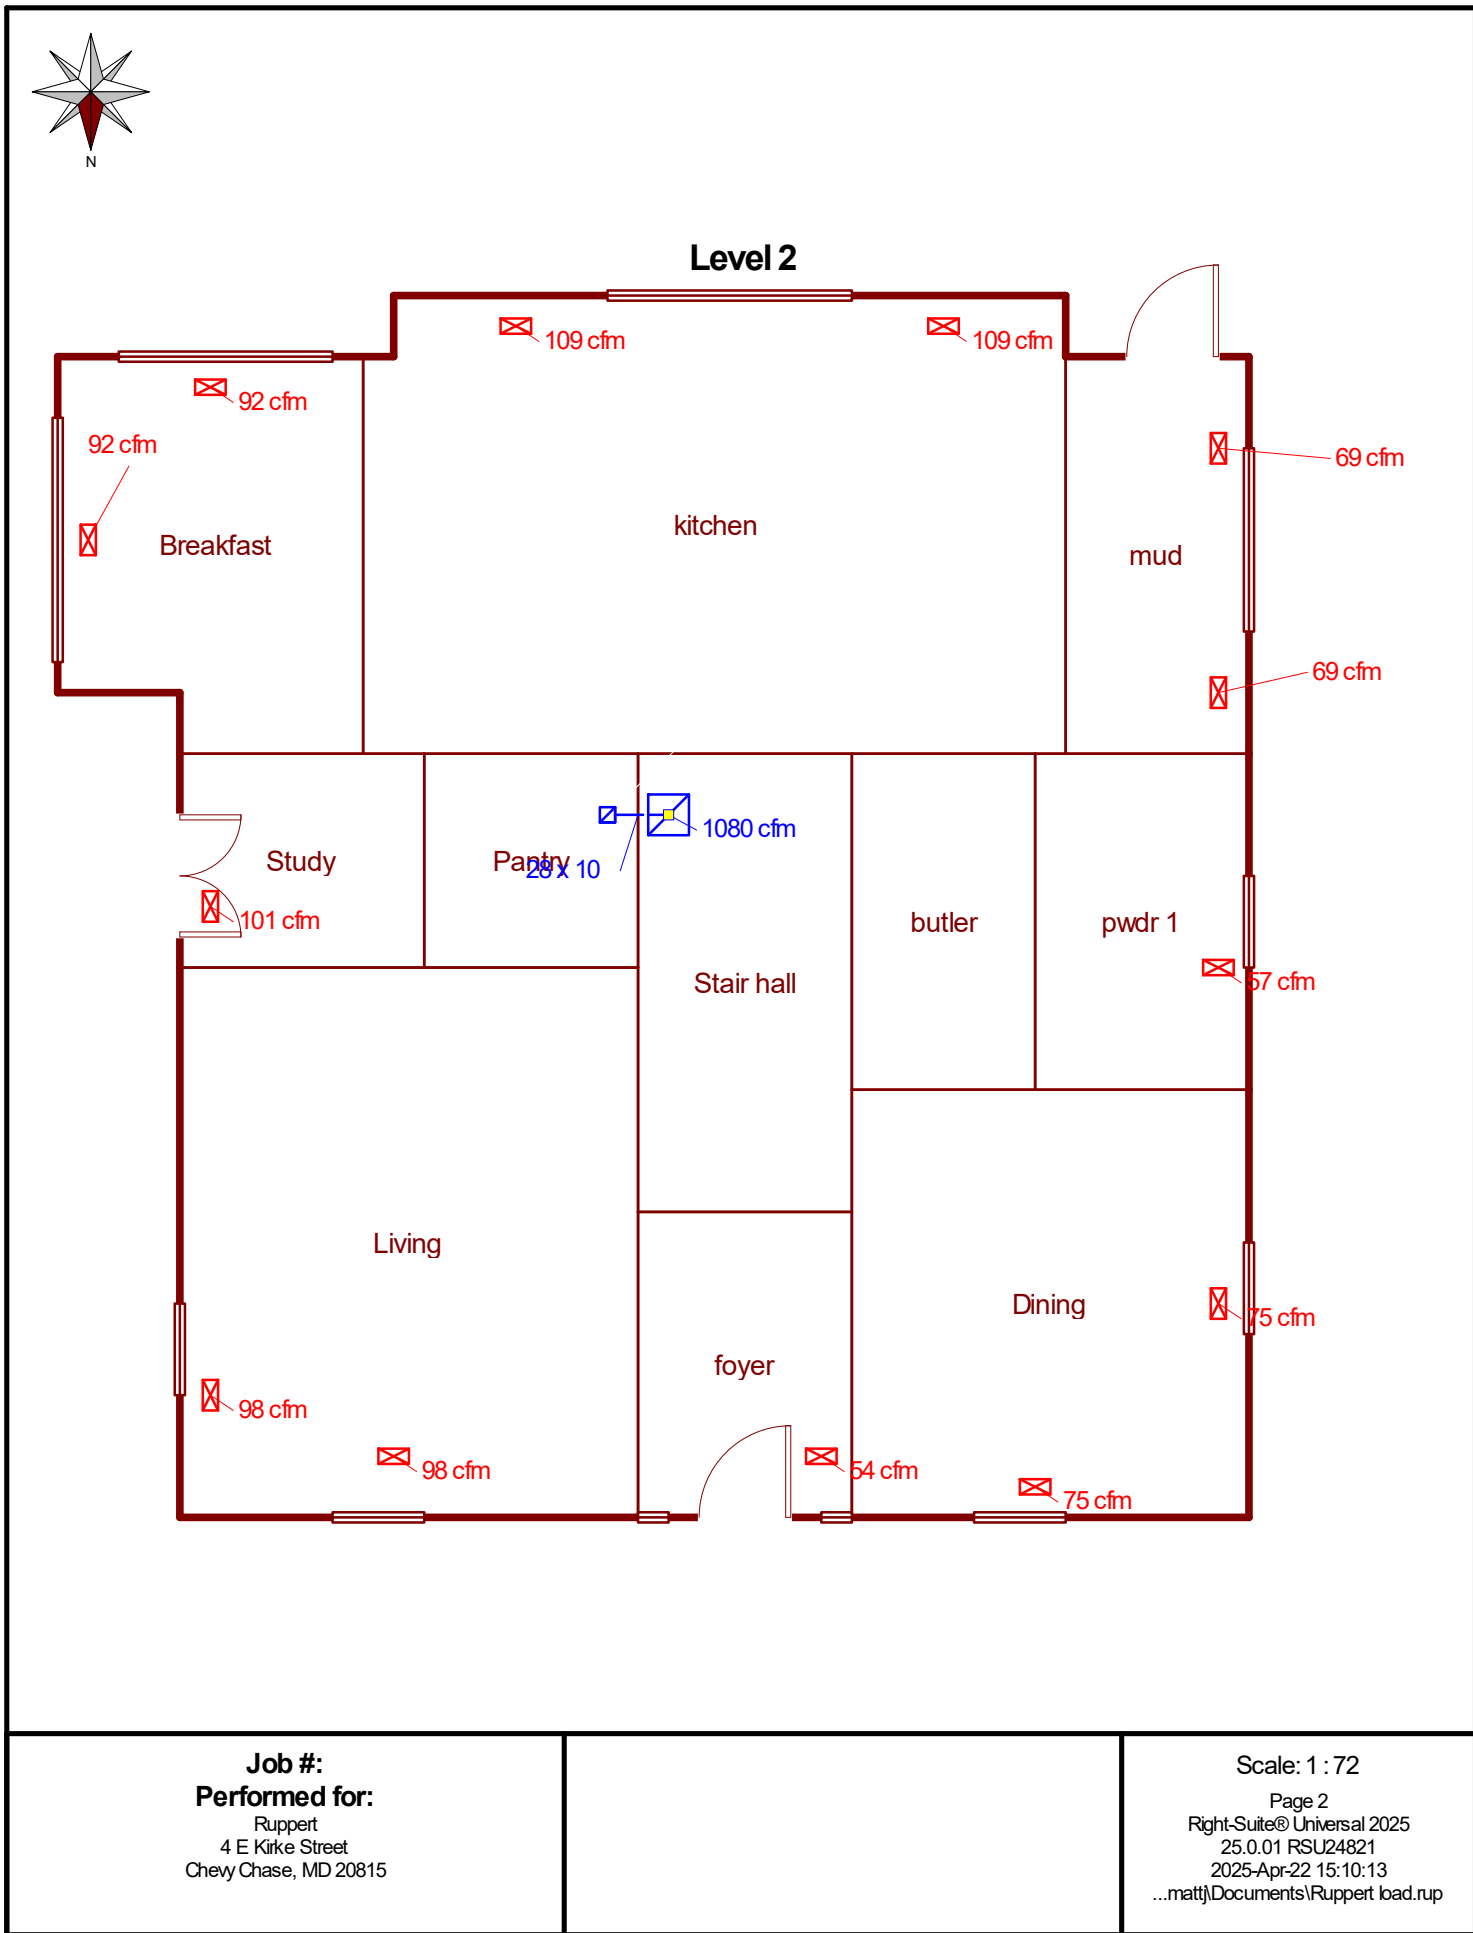 N
Level 2
109 cfm
109 cfm
92 cfm
92 cfm
69 cfm
kitchen
Breakfast
mud
69 cfm
1080 cfm
Study
Pantry
28 x 10
101 cfm
butler
pwdr 1
Stair hall
57 cfm
Living
Dining
75 cfm
foyer
98 cfm
98 cfm
54 cfm
75 cfm
Job #:
Performed for:
Ruppert
4 E Kirke Street
Chevy Chase, MD 20815
Scale: 1 : 72
Page 2
Right-Suite® Universal 2025
25.0.01 RSU24821
2025-Apr-22 15:10:13
...mattj\Documents\Ruppert load.rup